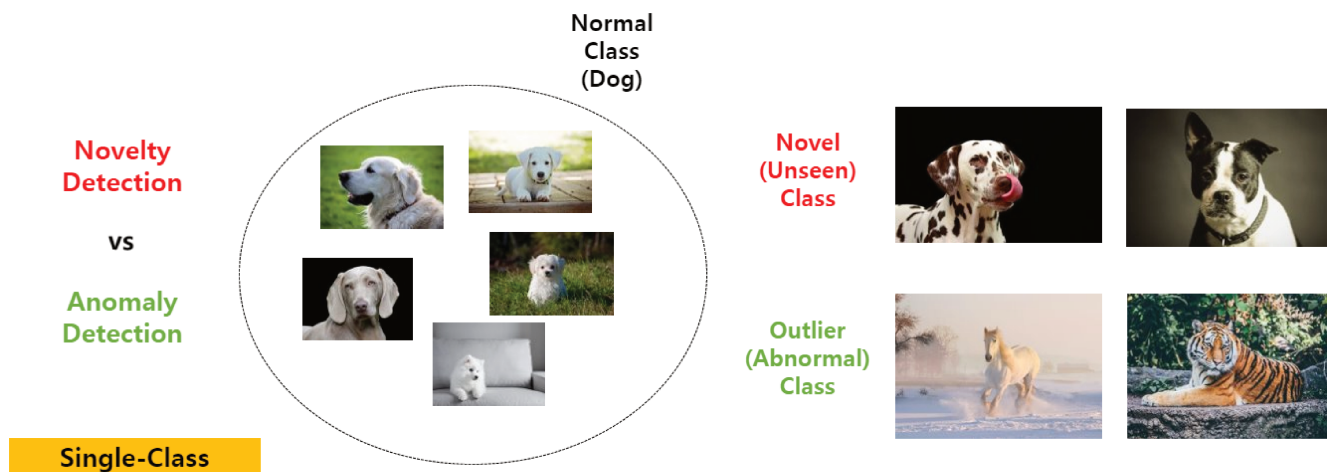 Normal
Class
(Dog)
Novelty
Detection
vs
Anomaly
Detection
Novel
(Unseen)
Class
Outlier
(Abnormal)
Class
Single-Class